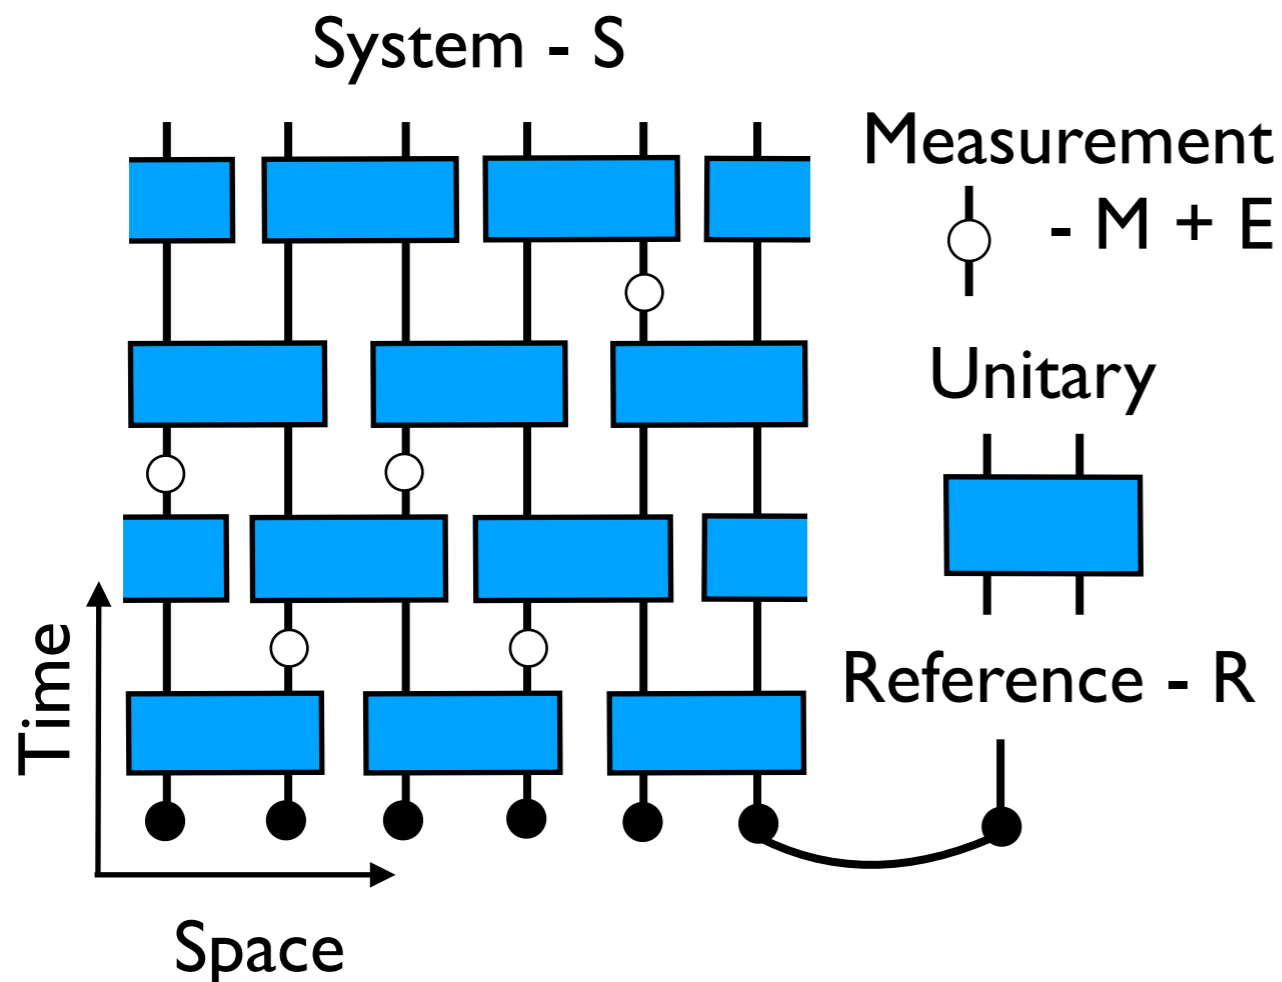 System - S
Measurement
- M + E
Unitary
Reference - R
Time
Space